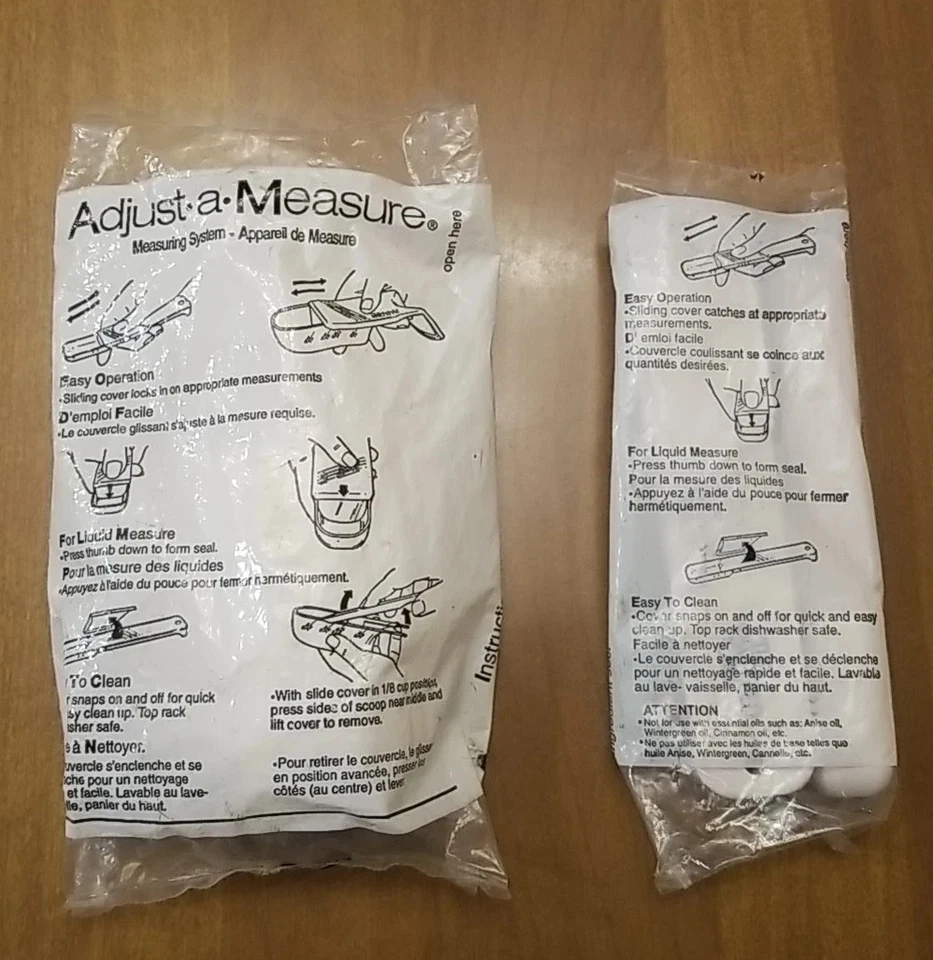 Adjust·a·Measure®
Measuring System - Appareil de Measure
open here
Easy Operation
•Sliding cover locks in on appropriate measurements
D'emploi Facile
•Le couvercle glissant s'ajuste à la mesure requise.
For Liquid Measure
•Press thumb down to form seal.
Pour la mesure des liquides
•Appuyez à l'aide du pouce pour fermer hermétiquement.
To Clean
snaps on and off for quick
clean up. Top rack
safe.
à Nettoyer.
s'enclenche et se
pour un nettoyage
et facile. Lavable au lave-
panier du haut.
•With slide cover in 1/8 cup position,
press sides of scoop near middle and
lift cover to remove.
•Pour retirer le couvercle, le glisser
en position avancée, presser les
côtés (au centre) et lever
Instructi
Easy Operation
•Sliding cover catches at appropriate
measurements.
D' emloi facile
•Couvercle coulissant se coince aux
quantités desirées.
For Liquid Measure
•Press thumb down to form seal.
Pour la mesure des liquides
•Appuyez à l'aide du pouce pour fermer
hermétiquement.
Easy To Clean
•Cover snaps on and off for quick and easy
clean up. Top rack dishwasher safe.
Facile à nettoyer
•Le couvercle s'enclenche et se déclenche
pour un nettoyage rapide et facile. Lavable
au lave- vaisselle, panier du haut.
ATTENTION
•Not for use with essential oils such as: Anise oil,
Wintergreen oil, Cinnamon oil, etc.
•Ne pas utiliser avec les huiles de base telles que
huile Anise, Wintergreen, Cannelle, etc.